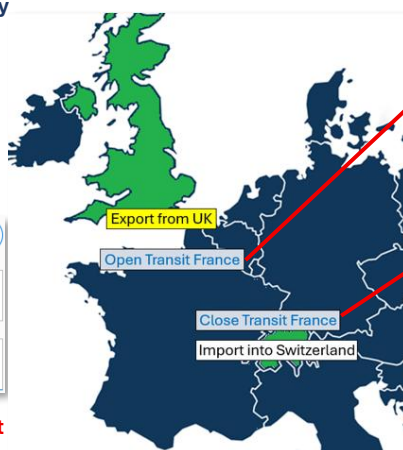 y
Export from UK
Open Transit France
Close Transit France
Import into Switzerland
t